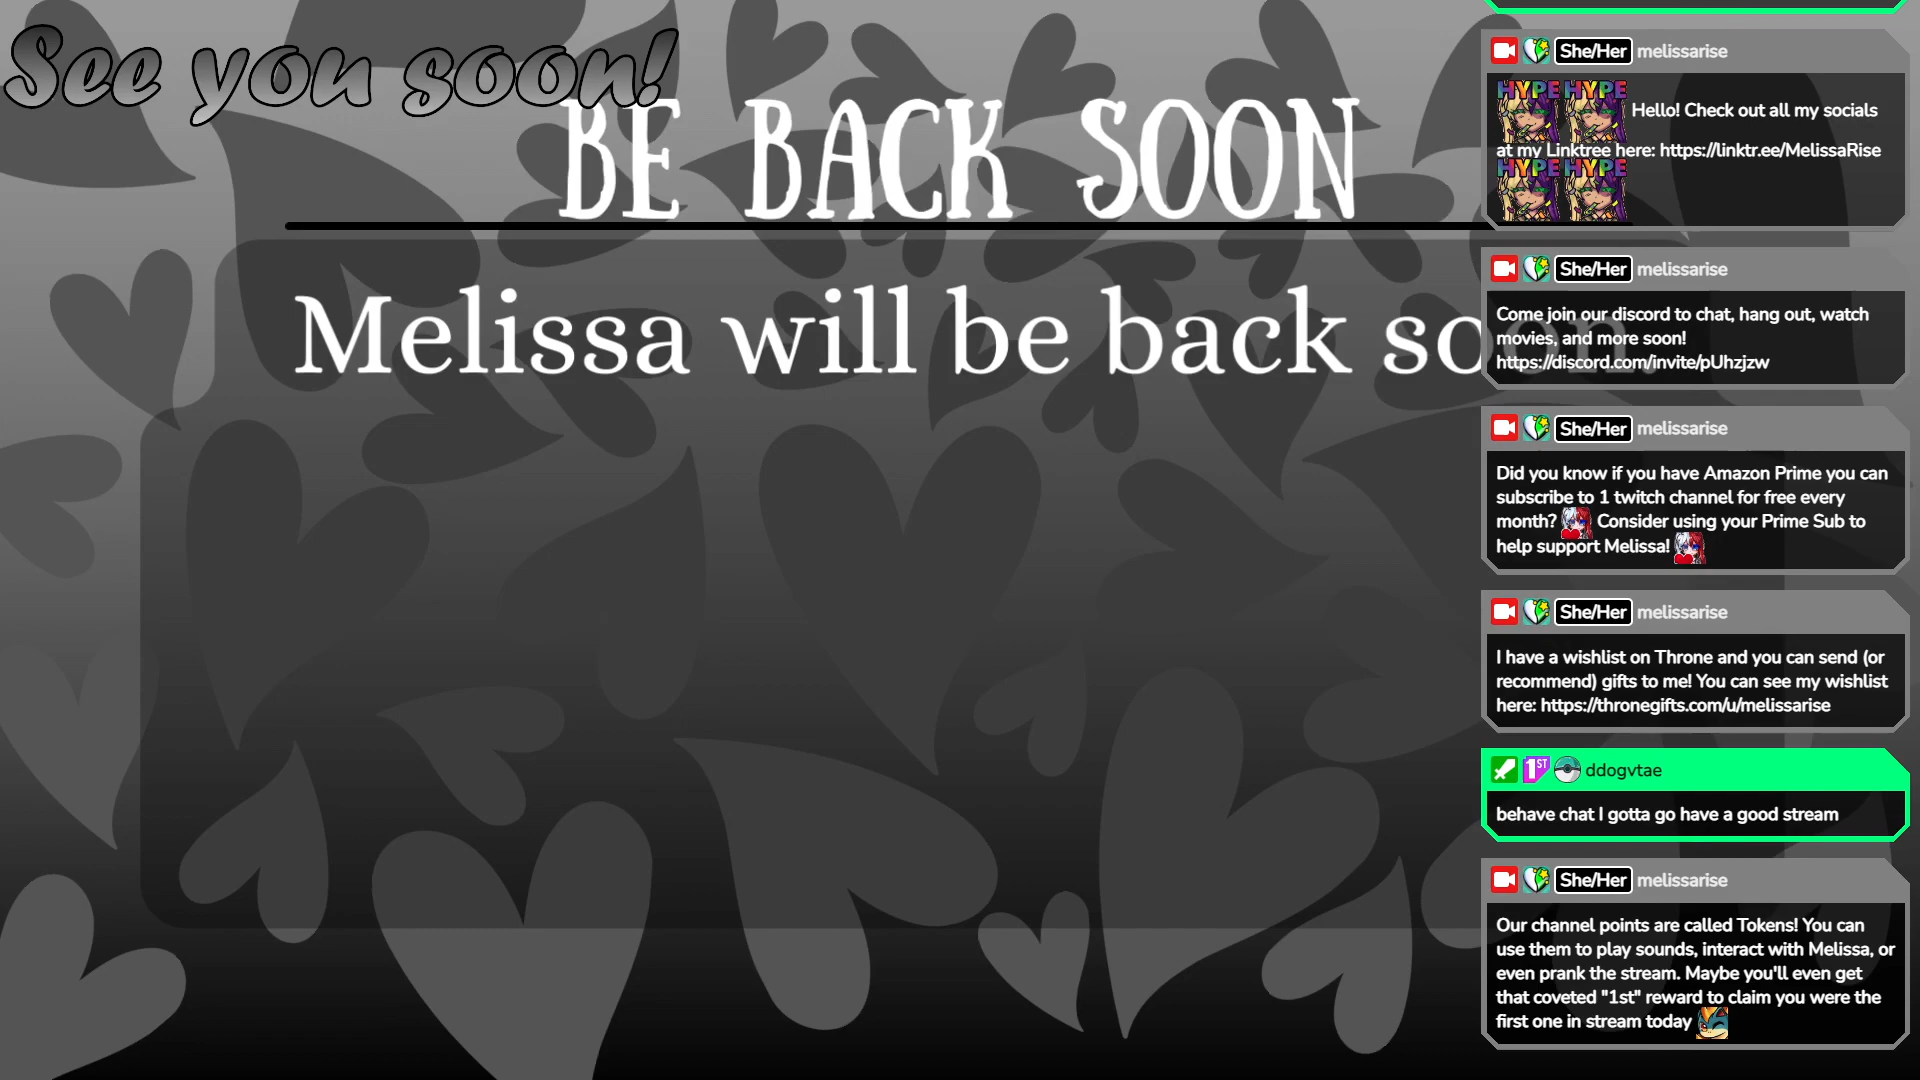 See you soon!
BE BACK SOON
Melissa will be back soon.
She/Her melissarise
HYPE HYPE Hello! Check out all my socials
at my Linktree here: https://linktr.ee/MelissaRise
HYPE HYPE
She/Her melissarise
Come join our discord to chat, hang out, watch
movies, and more soon!
https://discord.com/invite/pUhzjzw
She/Her melissarise
Did you know if you have Amazon Prime you can
subscribe to 1 twitch channel for free every
month? Consider using your Prime Sub to
help support Melissa!
She/Her melissarise
I have a wishlist on Throne and you can send (or
recommend) gifts to me! You can see my wishlist
here: https://thronegifts.com/u/melissarise
1ST ddogvtae
behave chat I gotta go have a good stream
She/Her melissarise
Our channel points are called Tokens! You can
use them to play sounds, interact with Melissa, or
even prank the stream. Maybe you'll even get
that coveted "1st" reward to claim you were the
first one in stream today